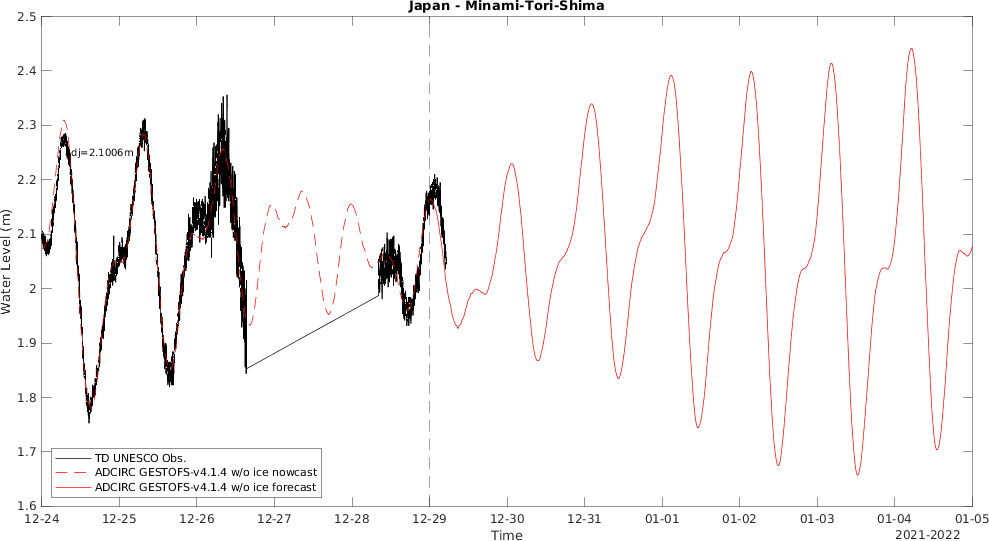 Japan - Minami-Tori-Shima
2.5
2.4
2.3
2.2
2.1
2
1.9
1.8
1.7
1.6
Water Level (m)
dj=2.1006m
TD UNESCO Obs.
ADCIRC GESTOFS-v4.1.4 w/o ice nowcast
ADCIRC GESTOFS-v4.1.4 w/o ice forecast
12-24 12-25 12-26 12-27 12-28 12-29 12-30 12-31 01-01 01-02 01-03 01-04 01-05
Time
2021-2022